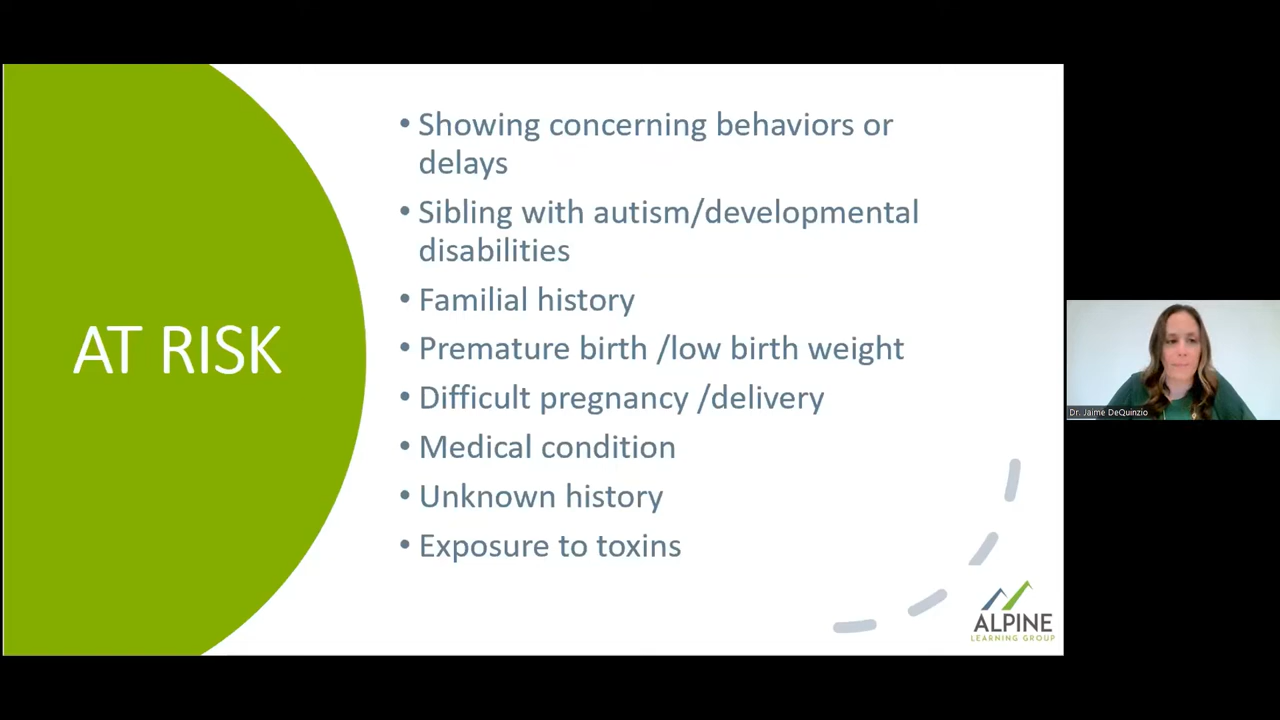 AT RISK
• Showing concerning behaviors or
delays
• Sibling with autism/developmental
disabilities
• Familial history
• Premature birth /low birth weight
• Difficult pregnancy /delivery
• Medical condition
• Unknown history
• Exposure to toxins
ALPINE
LEARNING GROUP
Dr. Jaime DeQuinzio